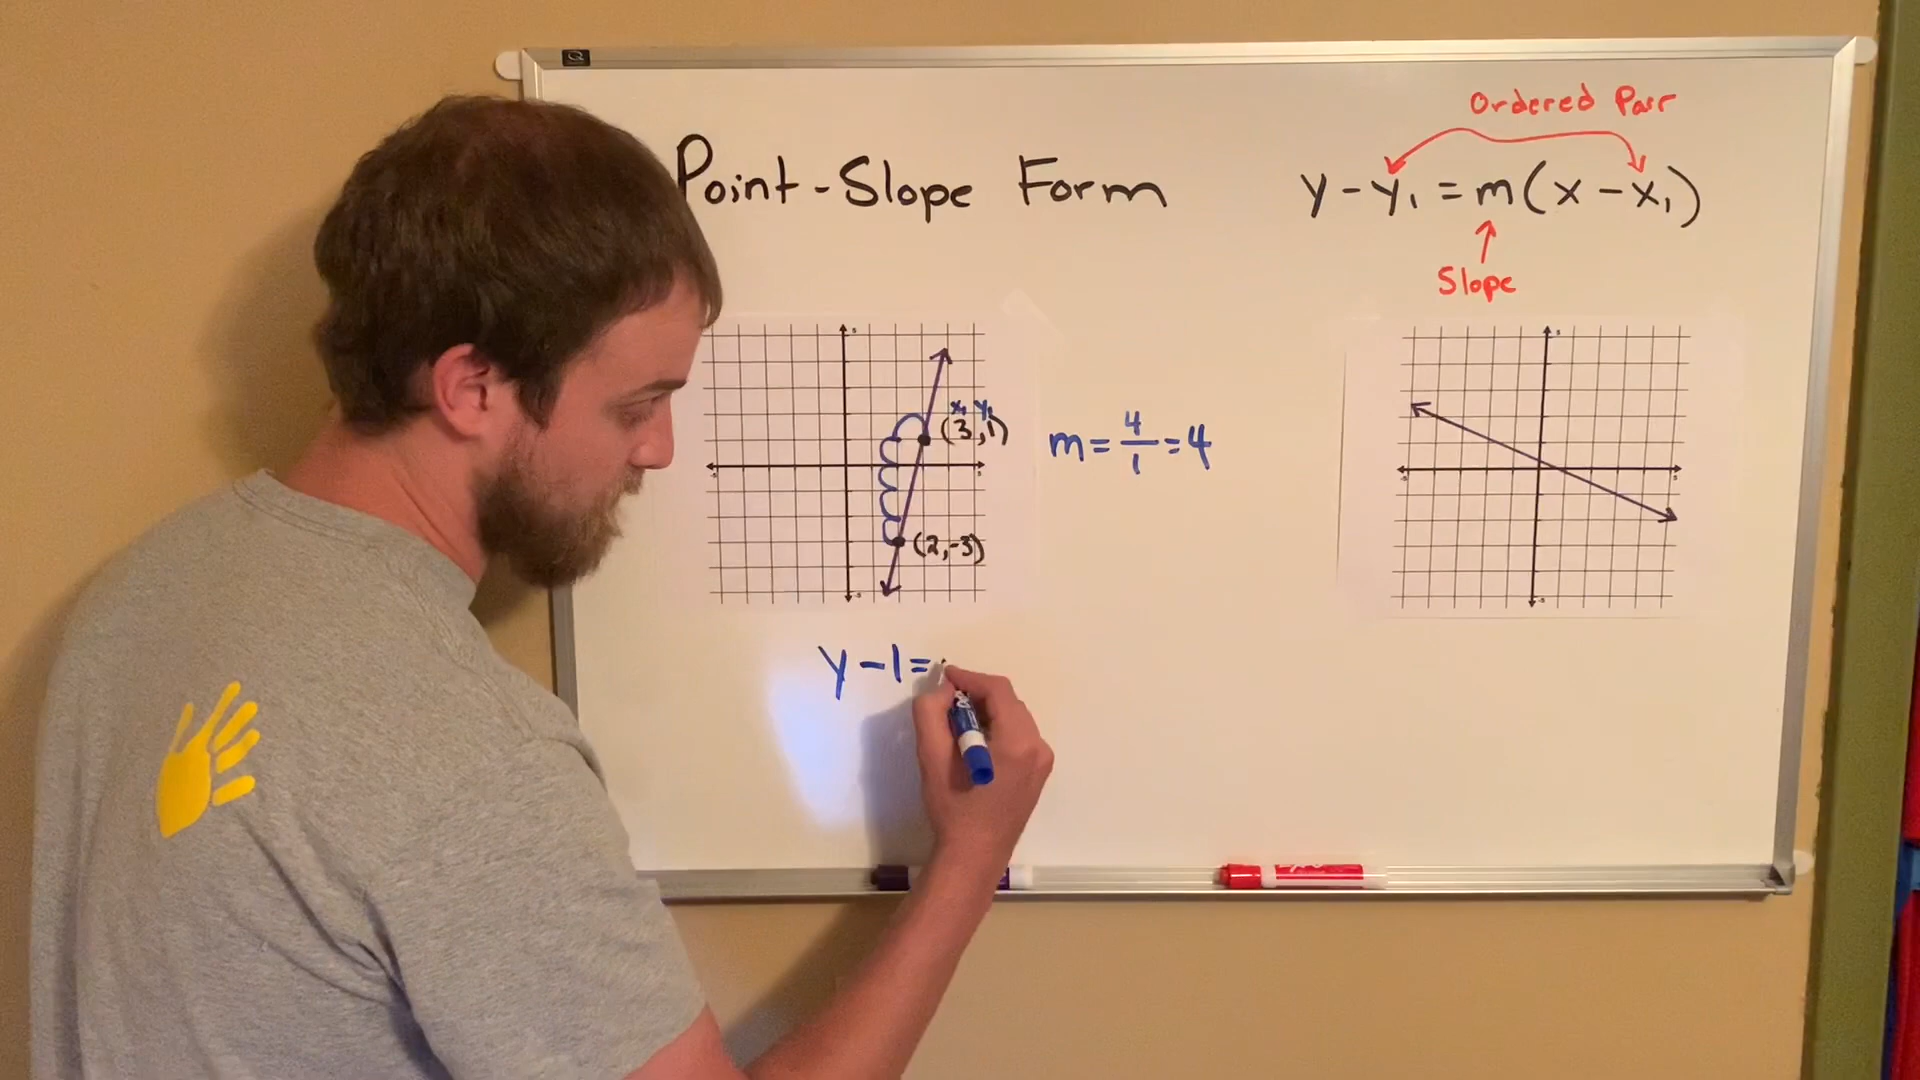 Ordered Pair
Point-Slope Form
y - y₁ = m(x - x₁)
Slope
x₁ y₁
(3,1)
m = 4/1 = 4
(2,-3)
y - 1 =